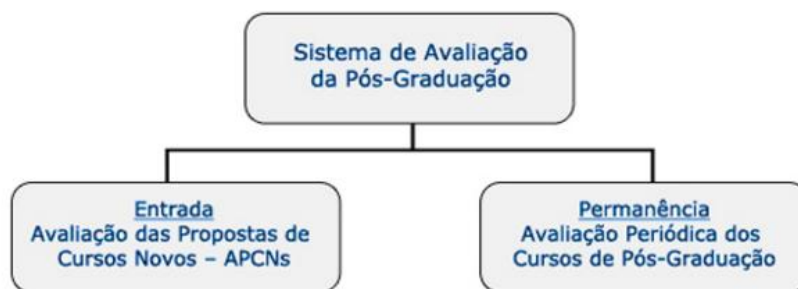 Sistema de Avaliação
da Pós-Graduação
Entrada
Avaliação das Propostas de
Cursos Novos – APCNs
Permanência
Avaliação Periódica dos
Cursos de Pós-Graduação